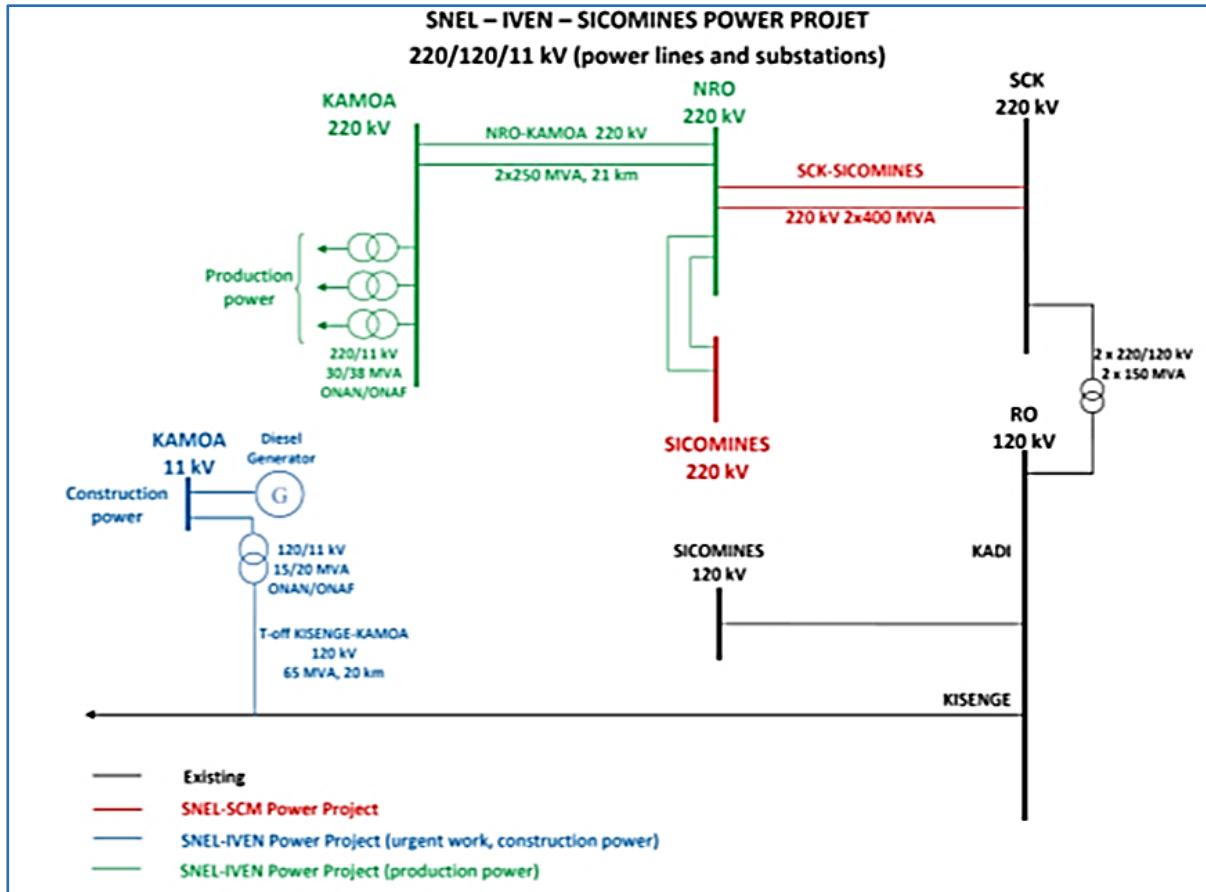 SNEL – IVEN – SICOMINES POWER PROJET
220/120/11 kV (power lines and substations)
KAMOA
220 kV
NRO-KAMOA 220 kV
2x250 MVA, 21 km
NRO
220 kV
SCK
220 kV
SCK-SICOMINES
220 kV 2x400 MVA
Production
power
220/11 kV
30/38 MVA
ONAN/ONAF
2 x 220/120 kV
2 x 150 MVA
RO
120 kV
SICOMINES
220 kV
KAMOA
11 kV
Diesel
Generator
G
Construction
power
120/11 kV
15/20 MVA
ONAN/ONAF
SICOMINES
120 kV
KADI
T-off KISENGE-KAMOA
120 kV
65 MVA, 20 km
KISENGE
Existing
SNEL-SCM Power Project
SNEL-IVEN Power Project (urgent work, construction power)
SNEL-IVEN Power Project (production power)